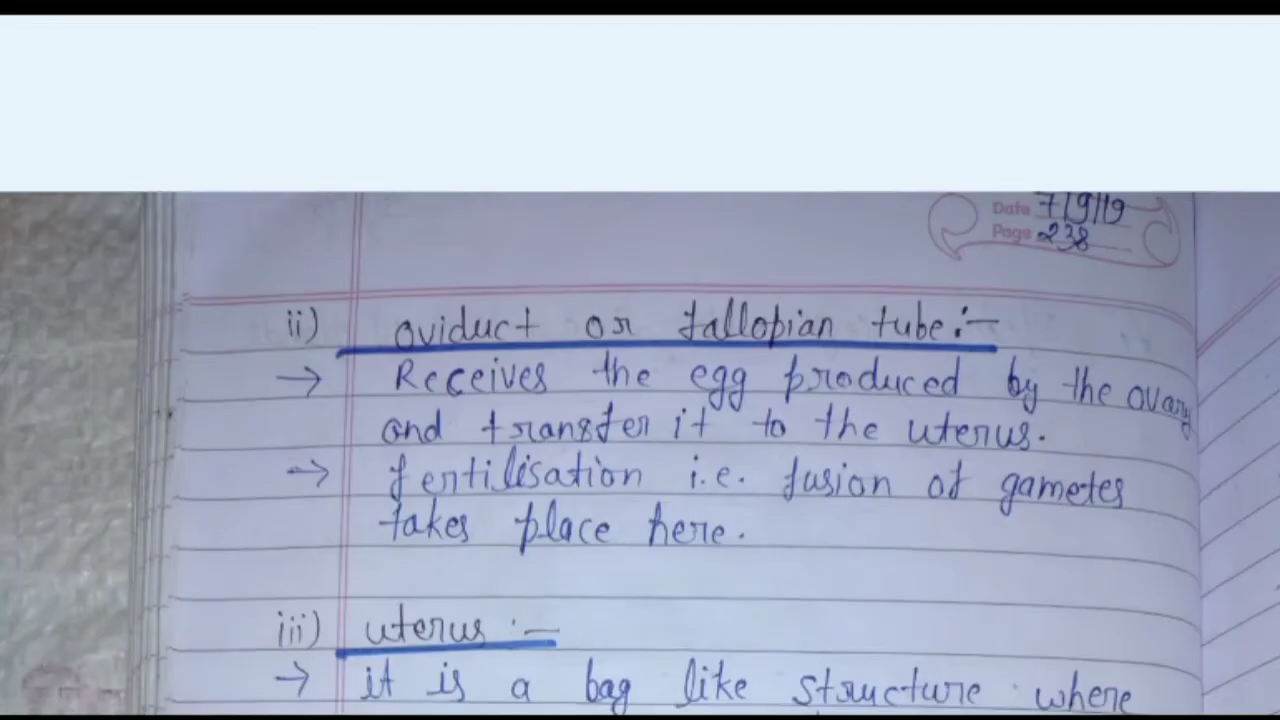 Date 7/9/19
Page 238
ii) oviduct or fallopian tube:-
→ Receives the egg produced by the ovary
and transfer it to the uterus.
→ fertilisation i.e. fusion of gametes
takes place here.
iii) uterus :-
→ it is a bag like structure where